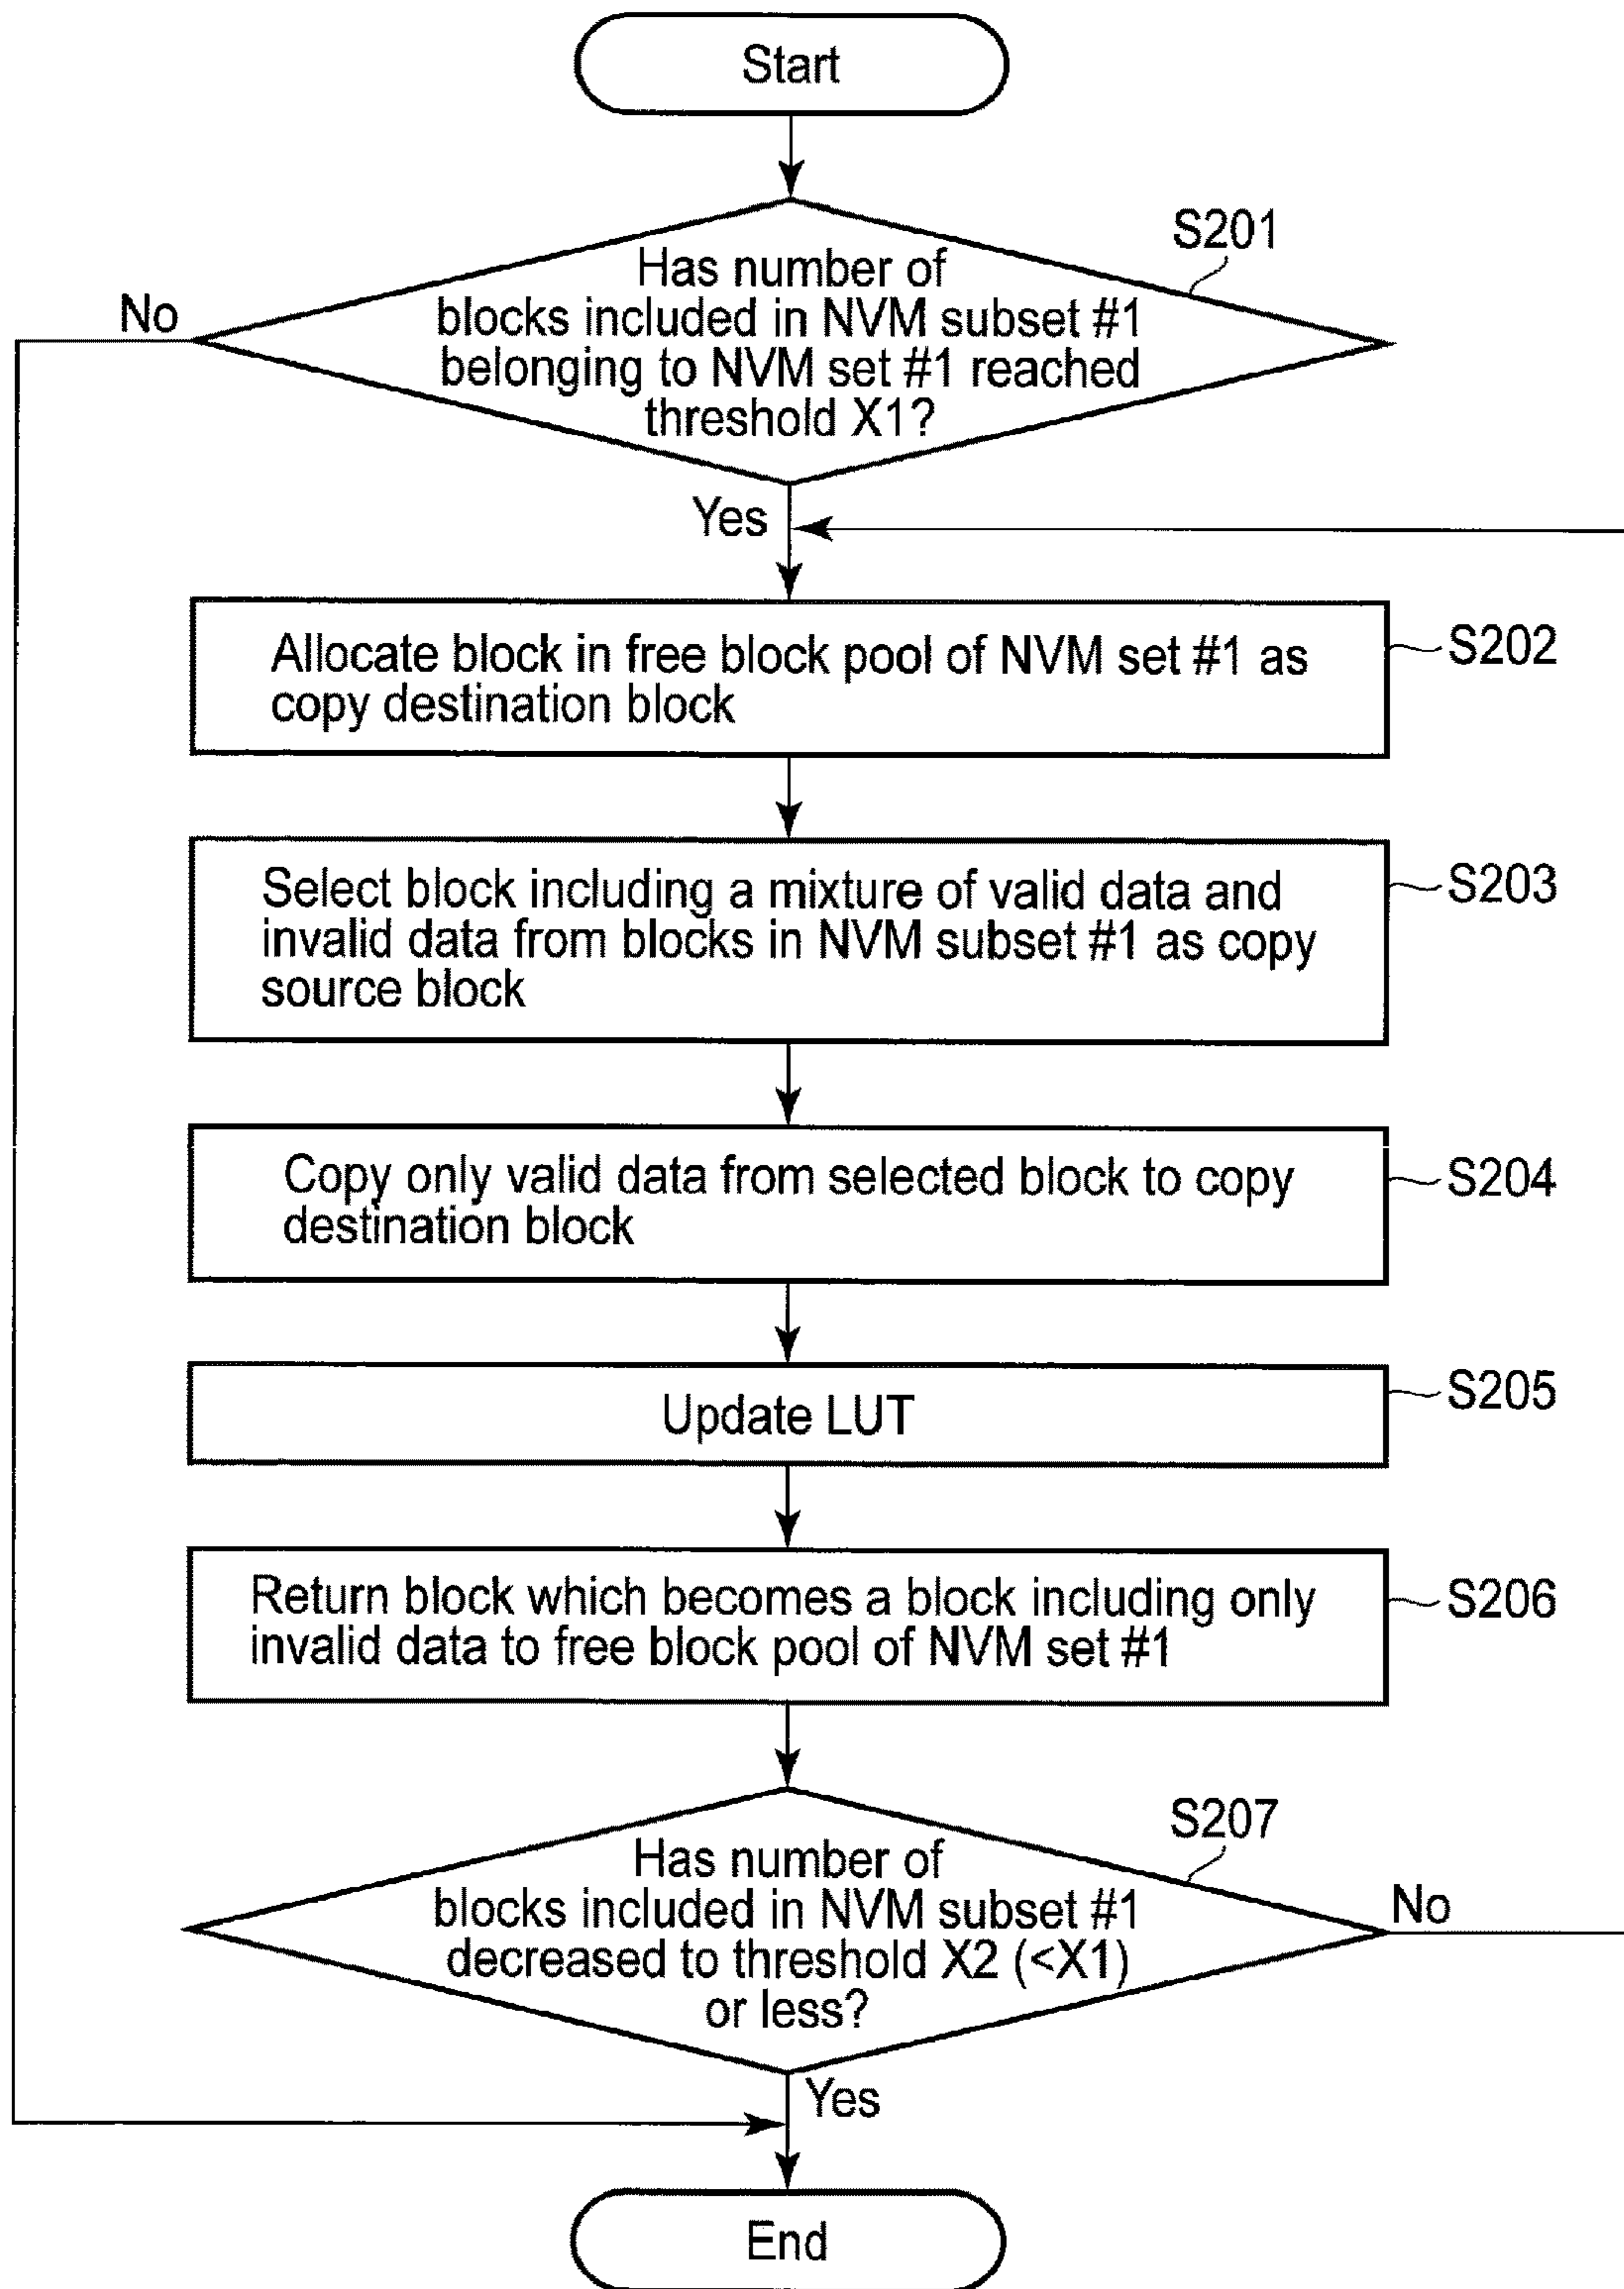 Start
S201
Has number of
blocks included in NVM subset #1
belonging to NVM set #1 reached
threshold X1?
No
Yes
Allocate block in free block pool of NVM set #1 as
copy destination block
S202
Select block including a mixture of valid data and
invalid data from blocks in NVM subset #1 as copy
source block
S203
Copy only valid data from selected block to copy
destination block
S204
Update LUT
S205
Return block which becomes a block including only
invalid data to free block pool of NVM set #1
S206
S207
Has number of
blocks included in NVM subset #1
decreased to threshold X2 (<X1)
or less?
No
Yes
End